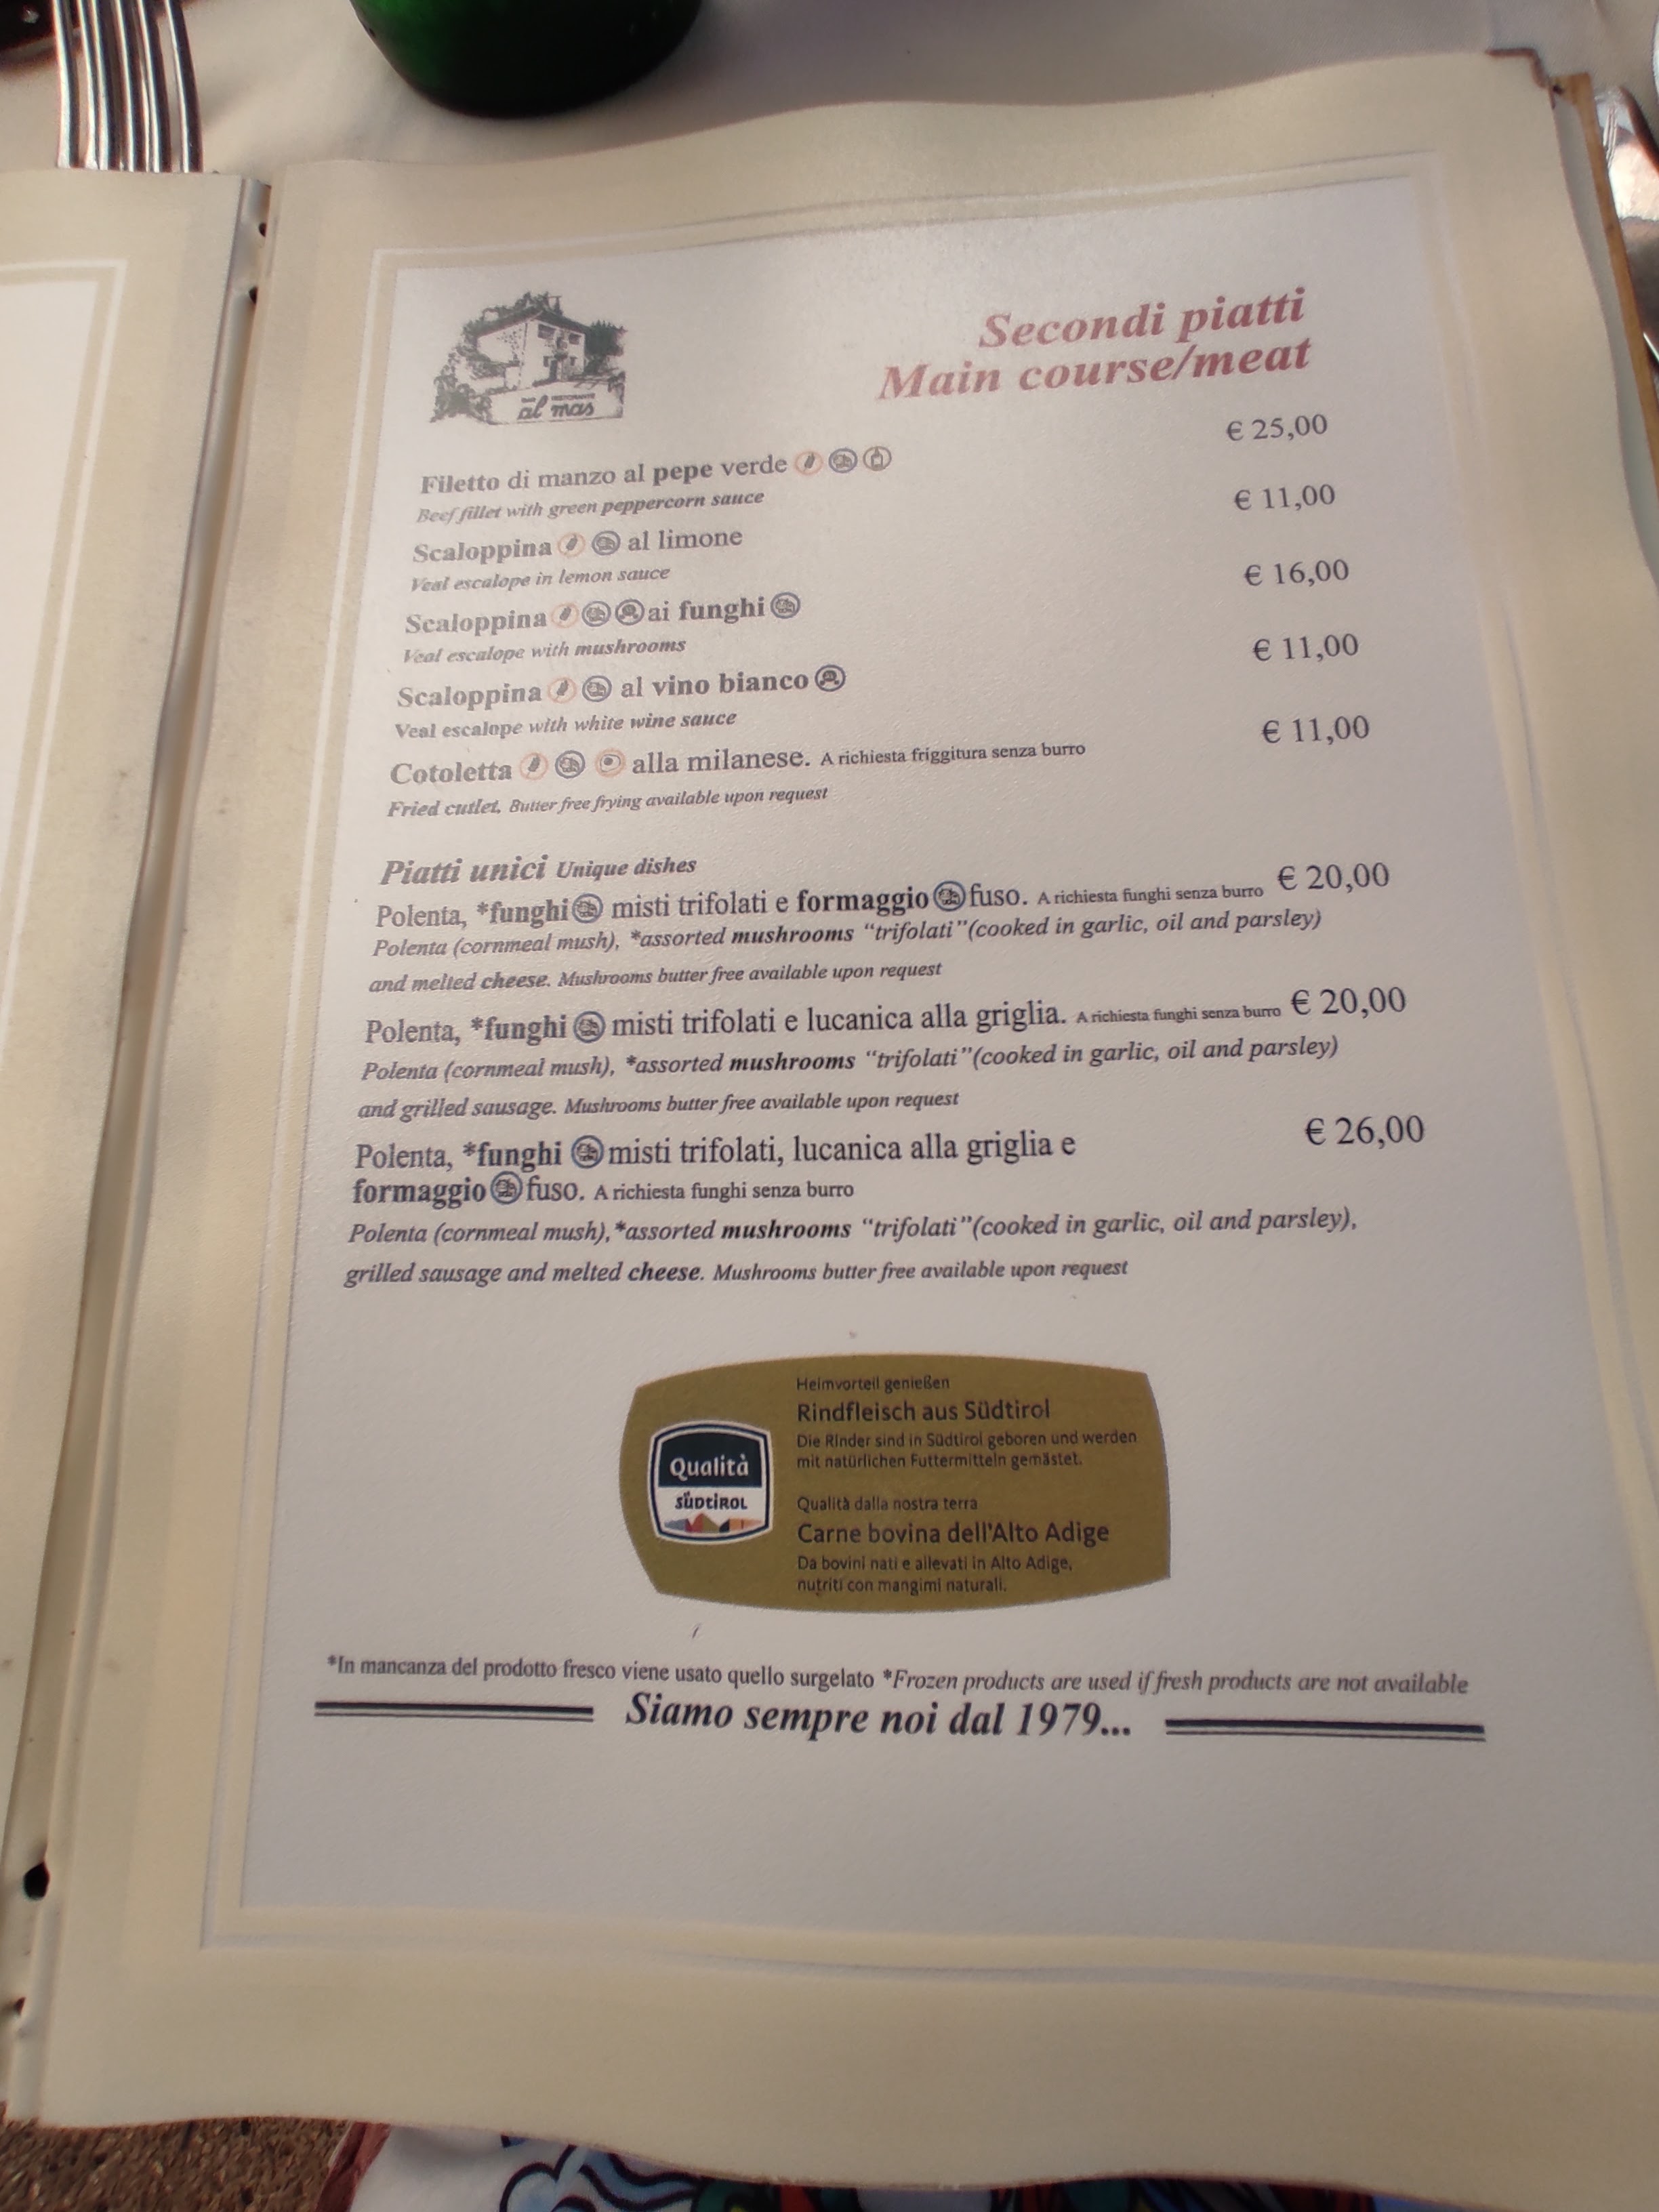 al mas
Secondi piatti
Main course/meat
Filetto di manzo al pepe verde € 25,00
Beef fillet with green peppercorn sauce
Scaloppina al limone € 11,00
Veal escalope in lemon sauce
Scaloppina ai funghi € 16,00
Veal escalope with mushrooms
Scaloppina al vino bianco € 11,00
Veal escalope with white wine sauce
Cotoletta alla milanese. A richiesta friggitura senza burro € 11,00
Fried cutlet. Butter free frying available upon request
Piatti unici Unique dishes
Polenta, *funghi misti trifolati e formaggio fuso. A richiesta funghi senza burro € 20,00
Polenta (cornmeal mush), *assorted mushrooms “trifolati”(cooked in garlic, oil and parsley)
and melted cheese. Mushrooms butter free available upon request
Polenta, *funghi misti trifolati e lucanica alla griglia. A richiesta funghi senza burro € 20,00
Polenta (cornmeal mush), *assorted mushrooms “trifolati”(cooked in garlic, oil and parsley)
and grilled sausage. Mushrooms butter free available upon request
Polenta, *funghi misti trifolati, lucanica alla griglia e € 26,00
formaggio fuso. A richiesta funghi senza burro
Polenta (cornmeal mush),*assorted mushrooms “trifolati”(cooked in garlic, oil and parsley),
grilled sausage and melted cheese. Mushrooms butter free available upon request
Qualità
SÜDTIROL
Heimvorteil genießen
Rindfleisch aus Südtirol
Die Rinder sind in Südtirol geboren und werden
mit natürlichen Futtermitteln gemästet.
Qualità dalla nostra terra
Carne bovina dell'Alto Adige
Da bovini nati e allevati in Alto Adige,
nutriti con mangimi naturali.
*In mancanza del prodotto fresco viene usato quello surgelato *Frozen products are used if fresh products are not available
Siamo sempre noi dal 1979...